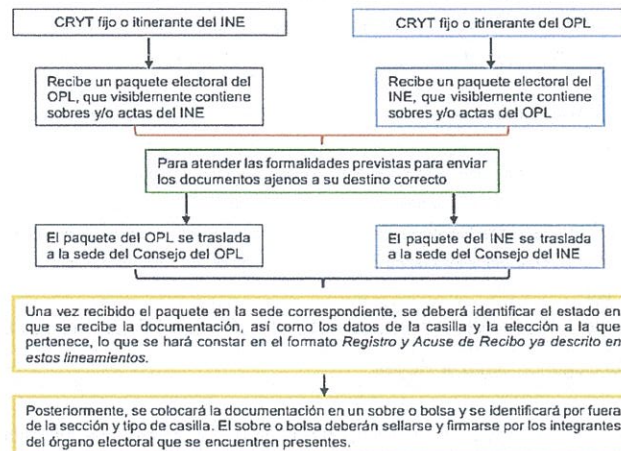 CRYT fijo o itinerante del INE
CRYT fijo o itinerante del OPL
Recibe un paquete electoral del
OPL, que visiblemente contiene
sobres y/o actas del INE
Recibe un paquete electoral del
INE, que visiblemente contiene
sobres y/o actas del OPL
Para atender las formalidades previstas para enviar
los documentos ajenos a su destino correcto
El paquete del OPL se traslada
a la sede del Consejo del OPL
El paquete del INE se traslada
a la sede del Consejo del INE
Una vez recibido el paquete en la sede correspondiente, se deberá identificar el estado en
que se recibe la documentación, así como los datos de la casilla y la elección a la que
pertenece, lo que se hará constar en el formato Registro y Acuse de Recibo ya descrito en
estos lineamientos.
Posteriormente, se colocará la documentación en un sobre o bolsa y se identificará por fuera
de la sección y tipo de casilla. El sobre o bolsa deberán sellarse y firmarse por los integrantes
del órgano electoral que se encuentren presentes.